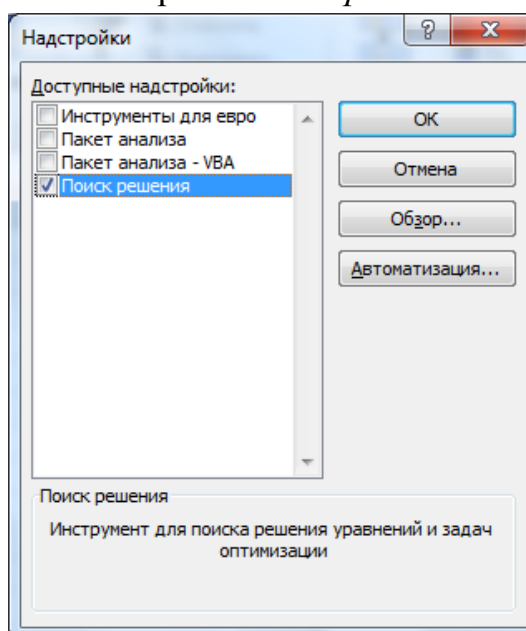 Надстройки
Доступные надстройки:
Инструменты для евро
Пакет анализа
Пакет анализа - VBA
Поиск решения
ОК
Отмена
Обзор...
Автоматизация...
Поиск решения
Инструмент для поиска решения уравнений и задач
оптимизации